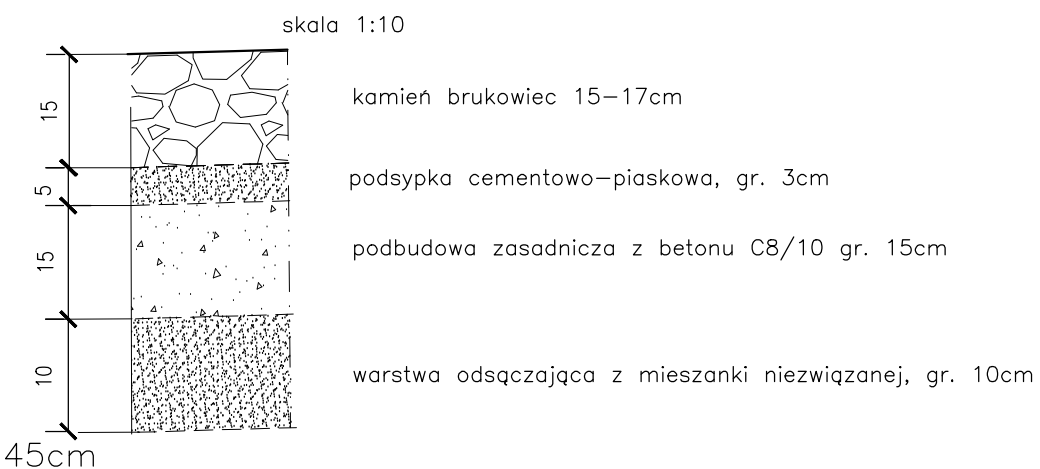 skala 1:10
15
kamień brukowiec 15-17cm
5
podsypka cementowo-piaskowa, gr. 3cm
15
podbudowa zasadnicza z betonu C8/10 gr. 15cm
10
warstwa odsączająca z mieszanki niezwiązanej, gr. 10cm
45cm